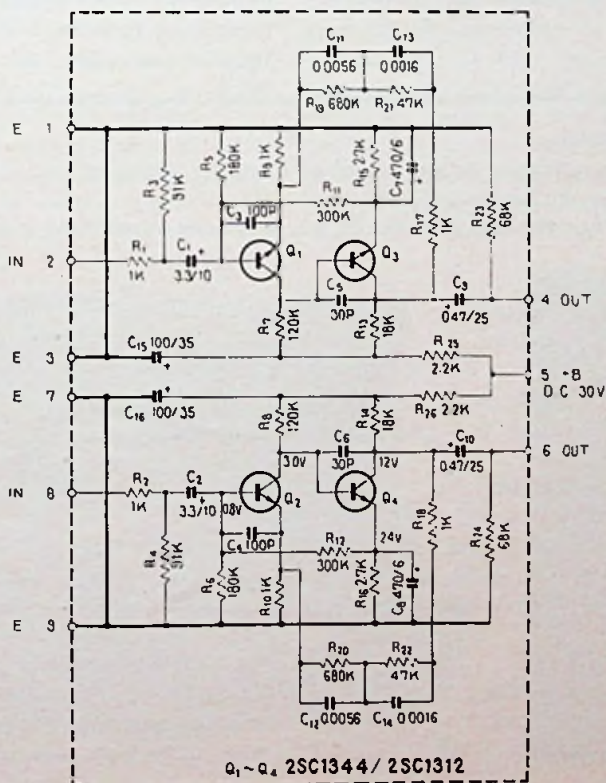 C11 C13
0.0056 0.0016
R19 680K R21 47K
E 1
R3 91K
R5 180K
R9 1K
R15 2.7K
C7 470/6
+
R11
300K
C3 100P
R17
1K
R23
68K
IN 2
R1
1K
C1 +
3.3/10
Q1
Q3
C5
30P
+ C9
0.47/25
4 OUT
R7
120K
R13
18K
E 3
C15 100/35
+
R25
2.2K
5 +B
DC 30V
E 7
+
C16 100/35
R26 2.2K
R8
120K
R14
18K
3.0V
C6
30P
12V
+ C10
0.47/25
6 OUT
IN 8
R2
1K
C2
+
3.3/10 0.8V
Q2
Q4
R4
91K
C4 100P
R6
180K
R10 1K
R12
300K
2.4V
R16 2.7K
C8 470/6
+
R18
1K
R24
68K
E 9
R20 R22
680K 47K
C12 0.0056 C14 0.0016
Q1~Q4 2SC1344/2SC1312